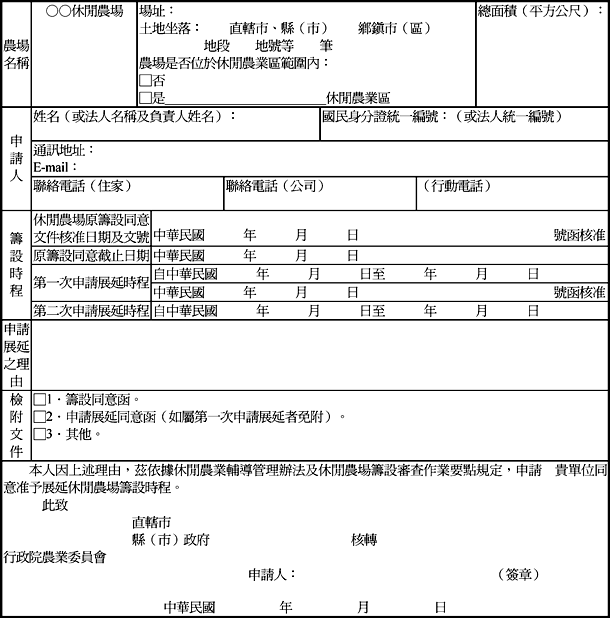 農場名稱
○○休閒農場
場址：
土地坐落：　直轄市、縣（市）　鄉鎮市（區）
地段　地號等　筆
農場是否位於休閒農業區範圍內：
□否
□是＿＿＿＿＿＿＿＿＿＿休閒農業區
總面積（平方公尺）：
申請人
姓名（或法人名稱及負責人姓名）：
國民身分證統一編號：（或法人統一編號）
通訊地址：
E-mail：
聯絡電話（住家）
聯絡電話（公司）
（行動電話）
籌設時程
休閒農場原籌設同意
文件核准日期及文號
中華民國　年　月　日　號函核准
原籌設同意截止日期
中華民國　年　月　日
第一次申請展延時程
自中華民國　年　月　日至　年　月　日
中華民國　年　月　日　號函核准
第二次申請展延時程
自中華民國　年　月　日至　年　月　日
申請
展延
之理
由
檢附文件
□1．籌設同意函。
□2．申請展延同意函（如屬第一次申請展延者免附）。
□3．其他。
本人因上述理由，茲依據休閒農業輔導管理辦法及休閒農場籌設審查作業要點規定，申請　貴單位同
意准予展延休閒農場籌設時程。
此致
直轄市
縣（市）政府　核轉
行政院農業委員會
申請人：　（簽章）
中華民國　年　月　日